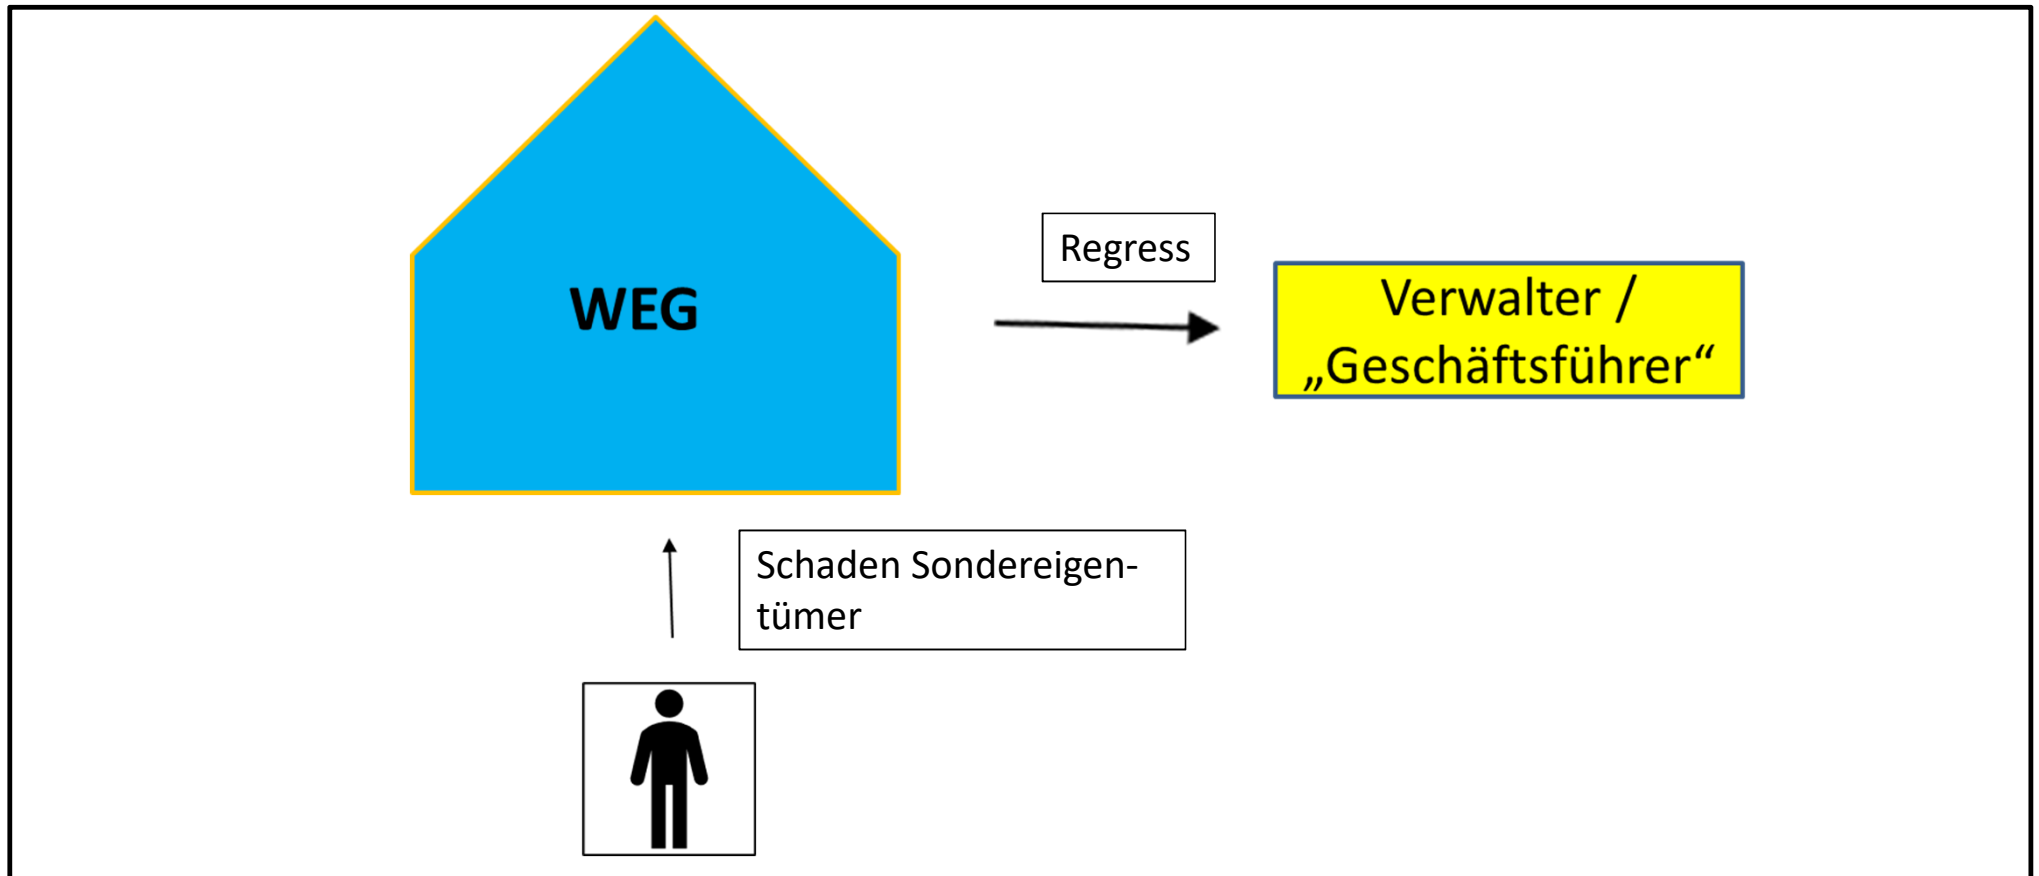 WEG
Regress
Verwalter /
„Geschäftsführer“
Schaden Sondereigen-
tümer